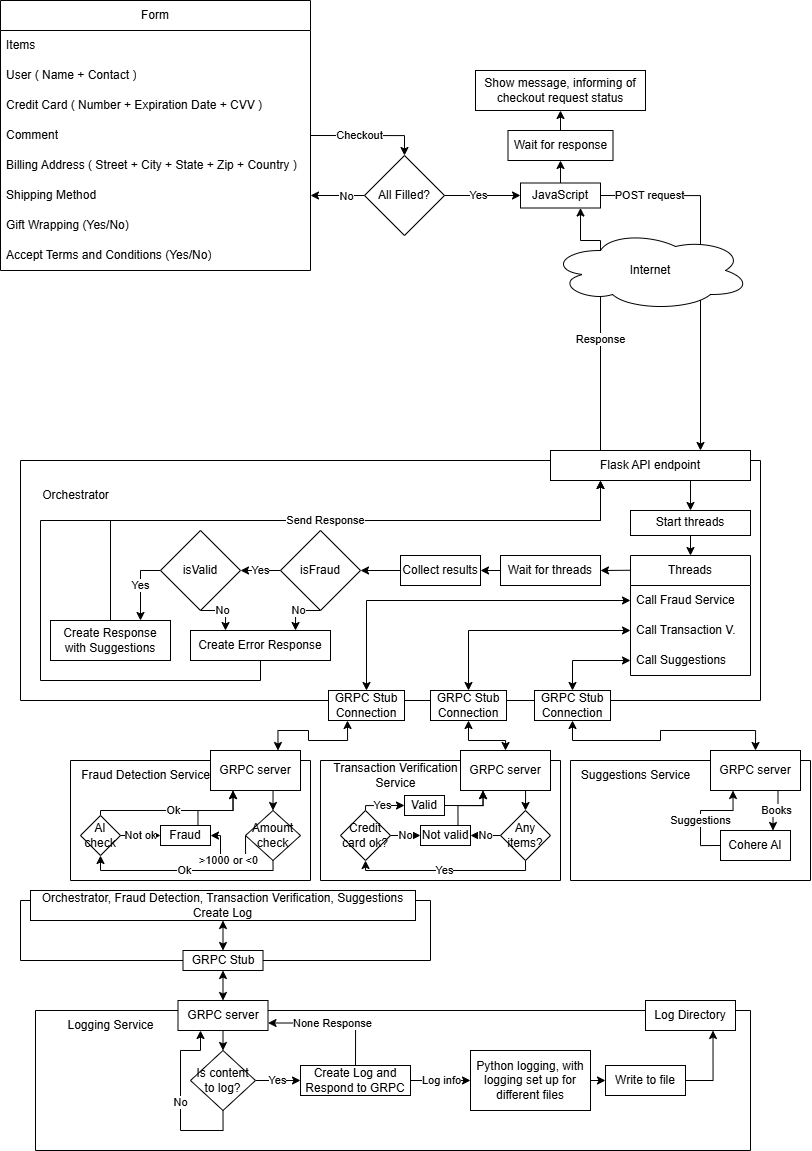 Form
Items
User ( Name + Contact )
Credit Card ( Number + Expiration Date + CVV )
Comment
Billing Address ( Street + City + State + Zip + Country )
Shipping Method
Gift Wrapping (Yes/No)
Accept Terms and Conditions (Yes/No)
Checkout
All Filled?
No
Yes
Show message, informing of
checkout request status
Wait for response
JavaScript
POST request
Internet
Response
Flask API endpoint
Orchestrator
Start threads
Send Response
Threads
Call Fraud Service
Call Transaction V.
Call Suggestions
Wait for threads
Collect results
isFraud
Yes
isValid
Yes
No
No
Create Response
with Suggestions
Create Error Response
GRPC Stub
Connection
GRPC Stub
Connection
GRPC Stub
Connection
Fraud Detection Service
GRPC server
Ok
AI
check
Not ok
Fraud
Amount
check
>1000 or <0
Ok
Transaction Verification
Service
GRPC server
Yes
Valid
Credit
card ok?
No
Not valid
No
Any
items?
Yes
Suggestions Service
GRPC server
Suggestions
Books
Cohere AI
Orchestrator, Fraud Detection, Transaction Verification, Suggestions
Create Log
GRPC Stub
Logging Service
GRPC server
None Response
Log Directory
Is content
to log?
No
Yes
Create Log and
Respond to GRPC
Log info
Python logging, with
logging set up for
different files
Write to file